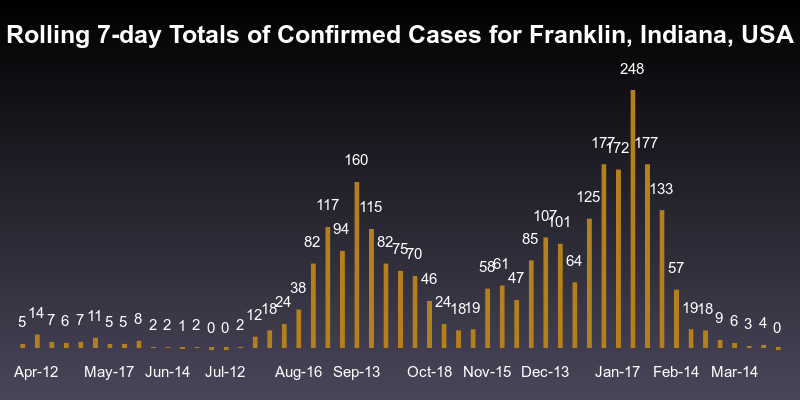 Rolling 7-day Totals of Confirmed Cases for Franklin, Indiana, USA
5 14 7 6 7 11 5 5 8 2 2 1 2 0 0 2 12 18 24 38 82 117 94 160 115 82 75 70 46 24 18 19 58 61 47 85 107 101 64 125 177 172 248 177 133 57 19 18 9 6 3 4 0
Apr-12 May-17 Jun-14 Jul-12 Aug-16 Sep-13 Oct-18 Nov-15 Dec-13 Jan-17 Feb-14 Mar-14